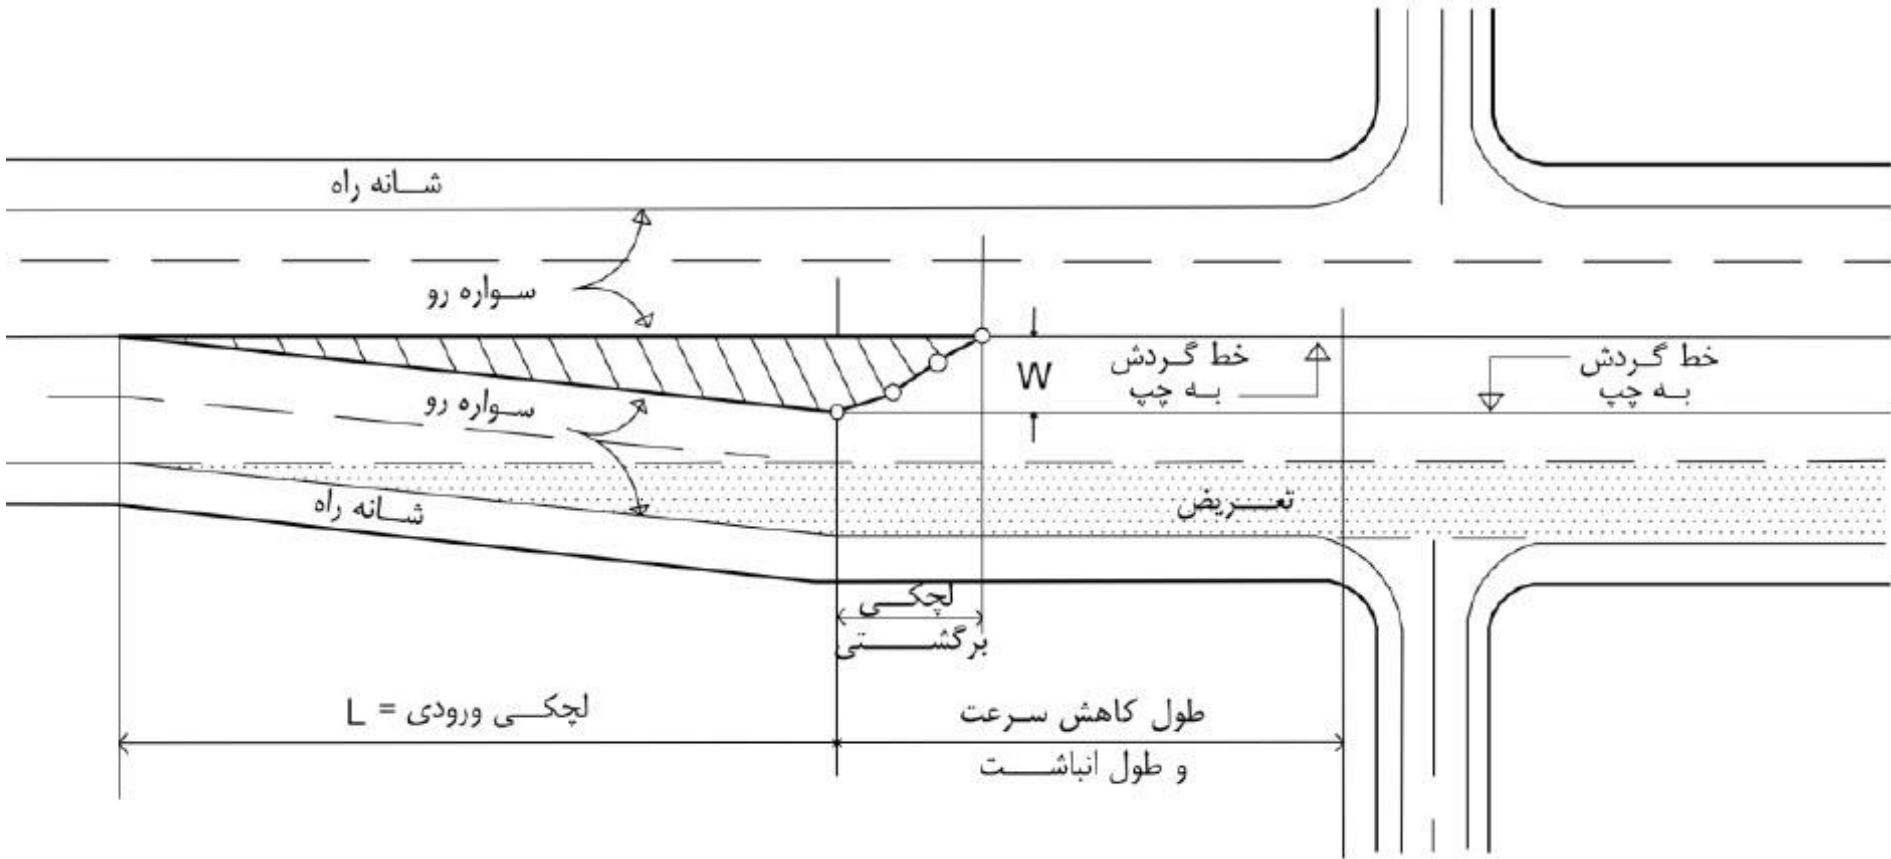 شانه راه
سواره رو
خط گردش
به چپ
W
خط گردش
به چپ
سواره رو
تعریض
شانه راه
لچکی
برگشتی
لچکی ورودی = L
طول کاهش سرعت
و طول انباشت